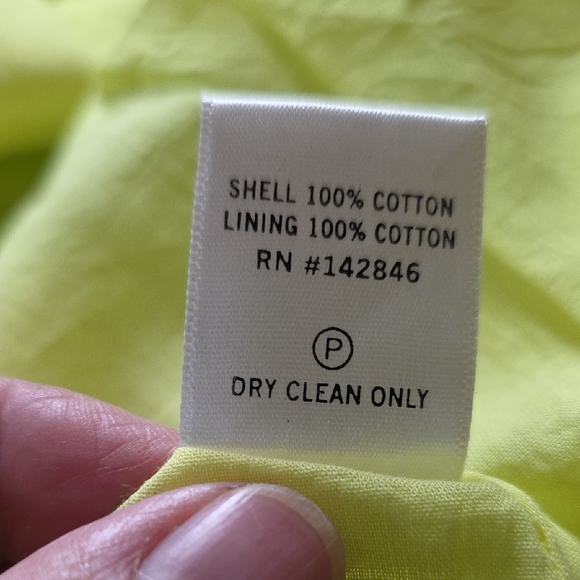 SHELL 100% COTTON
LINING 100% COTTON
RN #142846
P
DRY CLEAN ONLY